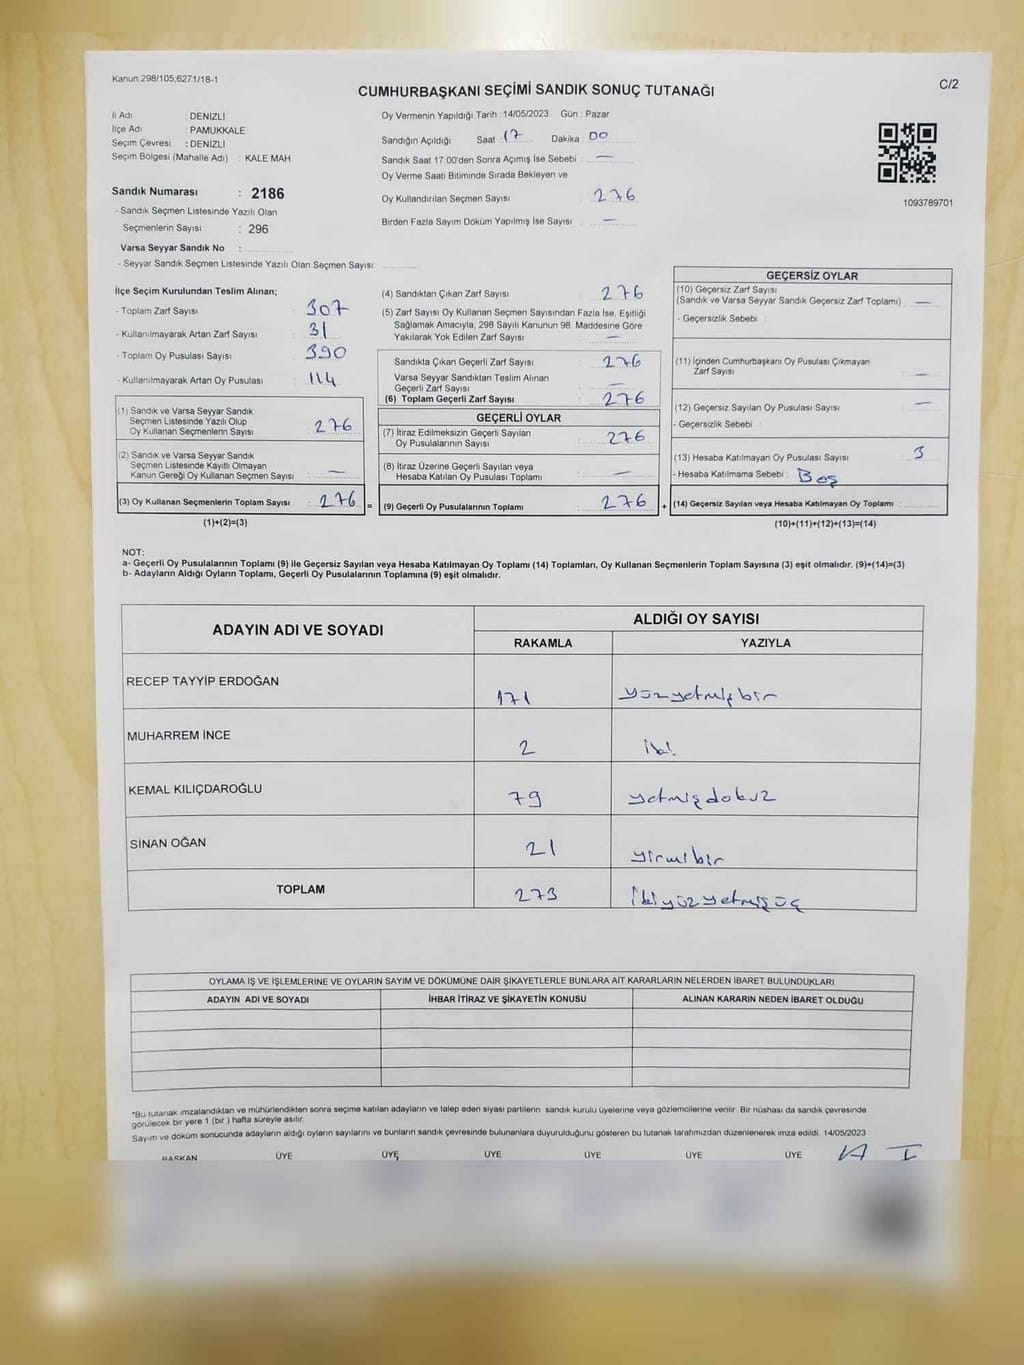 Kanun 298/105,6271/18-1
CUMHURBAŞKANI SEÇİMİ SANDIK SONUÇ TUTANAĞI
C/2
İl Adı : DENİZLİ
İlçe Adı : PAMUKKALE
Seçim Çevresi : DENİZLİ
Seçim Bölgesi (Mahalle Adı) : KALE MAH.
Sandık Numarası : 2186
- Sandık Seçmen Listesinde Yazılı Olan
Seçmenlerin Sayısı : 296
Varsa Seyyar Sandık No :
- Seyyar Sandık Seçmen Listesinde Yazılı Olan Seçmen Sayısı:
Oy Vermenin Yapıldığı Tarih : 14/05/2023 Gün : Pazar
Sandığın Açıldığı Saat 17 Dakika 00
Sandık Saat 17:00'den Sonra Açılmış İse Sebebi : —
Oy Verme Saati Bitiminde Sırada Bekleyen ve
Oy Kullandırılan Seçmen Sayısı : 276
Birden Fazla Sayım Döküm Yapılmış İse Sayısı : —
1093789701
İlçe Seçim Kurulundan Teslim Alınan;
- Toplam Zarf Sayısı : 307
- Kullanılmayarak Artan Zarf Sayısı : 31
- Toplam Oy Pusulası Sayısı : 390
- Kullanılmayarak Artan Oy Pusulası : 114
(1) Sandık ve Varsa Seyyar Sandık
Seçmen Listesinde Yazılı Olup
Oy Kullanan Seçmenlerin Sayısı : 276
(2) Sandık ve Varsa Seyyar Sandık
Seçmen Listesinde Kayıtlı Olmayan
Kanun Gereği Oy Kullanan Seçmen Sayısı : —
(3) Oy Kullanan Seçmenlerin Toplam Sayısı : 276
(1)+(2)=(3)
(4) Sandıktan Çıkan Zarf Sayısı : 276
(5) Zarf Sayısı Oy Kullanan Seçmen Sayısından Fazla İse, Eşitliği
Sağlamak Amacıyla, 298 Sayılı Kanunun 98. Maddesine Göre
Yakılarak Yok Edilen Zarf Sayısı : —
Sandıkta Çıkan Geçerli Zarf Sayısı : 276
Varsa Seyyar Sandıktan Teslim Alınan
Geçerli Zarf Sayısı : —
(6) Toplam Geçerli Zarf Sayısı : 276
GEÇERLİ OYLAR
(7) İtiraz Edilmeksizin Geçerli Sayılan
Oy Pusulalarının Sayısı : 276
(8) İtiraz Üzerine Geçerli Sayılan veya
Hesaba Katılan Oy Pusulası Toplamı : —
= (9) Geçerli Oy Pusulalarının Toplamı : 276
GEÇERSİZ OYLAR
(10) Geçersiz Zarf Sayısı
(Sandık ve Varsa Seyyar Sandık Geçersiz Zarf Toplamı) : —
- Geçersizlik Sebebi :
(11) İçinden Cumhurbaşkanı Oy Pusulası Çıkmayan
Zarf Sayısı : —
(12) Geçersiz Sayılan Oy Pusulası Sayısı : —
- Geçersizlik Sebebi :
(13) Hesaba Katılmayan Oy Pusulası Sayısı : 3
- Hesaba Katılmama Sebebi : Boş
+ (14) Geçersiz Sayılan veya Hesaba Katılmayan Oy Toplamı :
(10)+(11)+(12)+(13)=(14)
NOT:
a- Geçerli Oy Pusulalarının Toplamı (9) ile Geçersiz Sayılan veya Hesaba Katılmayan Oy Toplamı (14) Toplamları, Oy Kullanan Seçmenlerin Toplam Sayısına (3) eşit olmalıdır. (9)+(14)=(3)
b- Adayların Aldığı Oyların Toplamı, Geçerli Oy Pusulalarının Toplamına (9) eşit olmalıdır.
ADAYIN ADI VE SOYADI ALDIĞI OY SAYISI
RAKAMLA YAZIYLA
RECEP TAYYİP ERDOĞAN 171 yüzyetmişbir
MUHARREM İNCE 2 iki
KEMAL KILIÇDAROĞLU 79 yetmişdokuz
SİNAN OĞAN 21 yirmibir
TOPLAM 273 ikiyüzyetmişüç
OYLAMA İŞ VE İŞLEMLERİNE VE OYLARIN SAYIM VE DÖKÜMÜNE DAİR ŞİKAYETLERLE BUNLARA AİT KARARLARIN NELERDEN İBARET BULUNDUKLARI
ADAYIN ADI VE SOYADI İHBAR İTİRAZ VE ŞİKAYETİN KONUSU ALINAN KARARIN NEDEN İBARET OLDUĞU
*Bu tutanak imzalandıktan ve mühürlendikten sonra seçime katılan adayların ve talep eden siyasi partilerin sandık kurulu üyelerine veya gözlemcilerine verilir. Bir nüshası da sandık çevresinde
görülecek bir yere 1 (bir) hafta süreyle asılır.
Sayım ve döküm sonucunda adayların aldığı oyların sayılarını ve bunların sandık çevresinde bulunanlara duyurulduğunu gösteren bu tutanak tarafımızdan düzenlenerek imza edildi. 14/05/2023
BAŞKAN ÜYE ÜYE ÜYE ÜYE ÜYE ÜYE